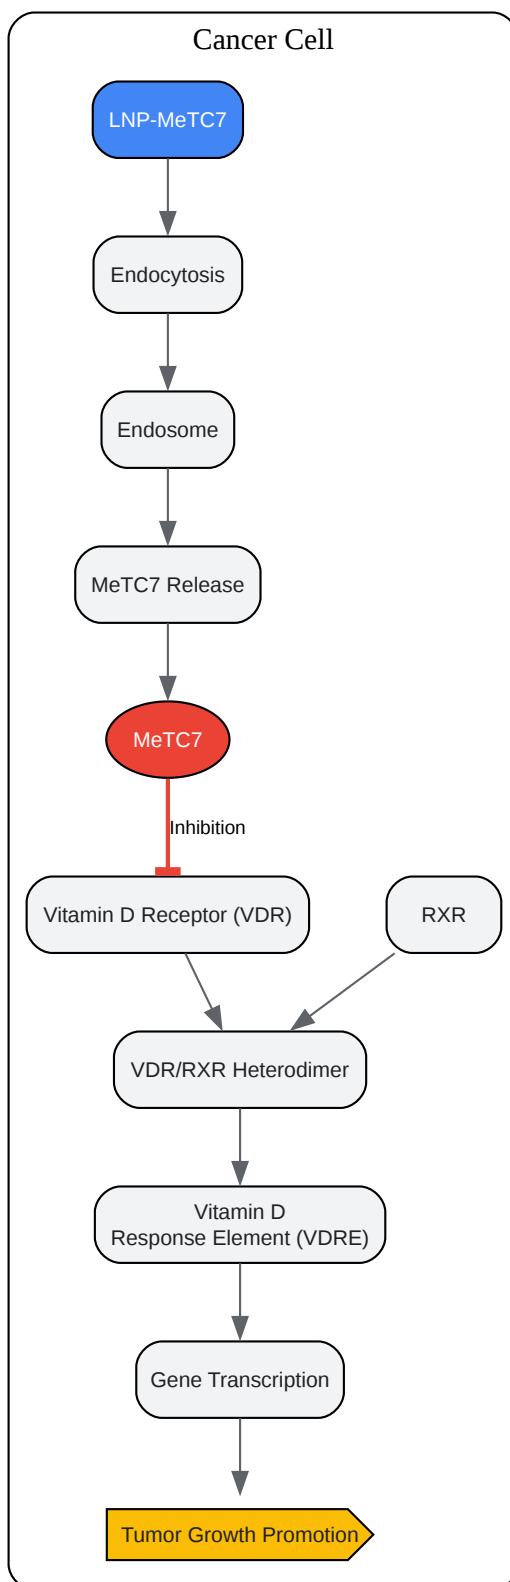 Cancer Cell
LNP-MeTC7
Endocytosis
Endosome
MeTC7 Release
MeTC7
Inhibition
Vitamin D Receptor (VDR)
RXR
VDR/RXR Heterodimer
Vitamin D
Response Element (VDRE)
Gene Transcription
Tumor Growth Promotion